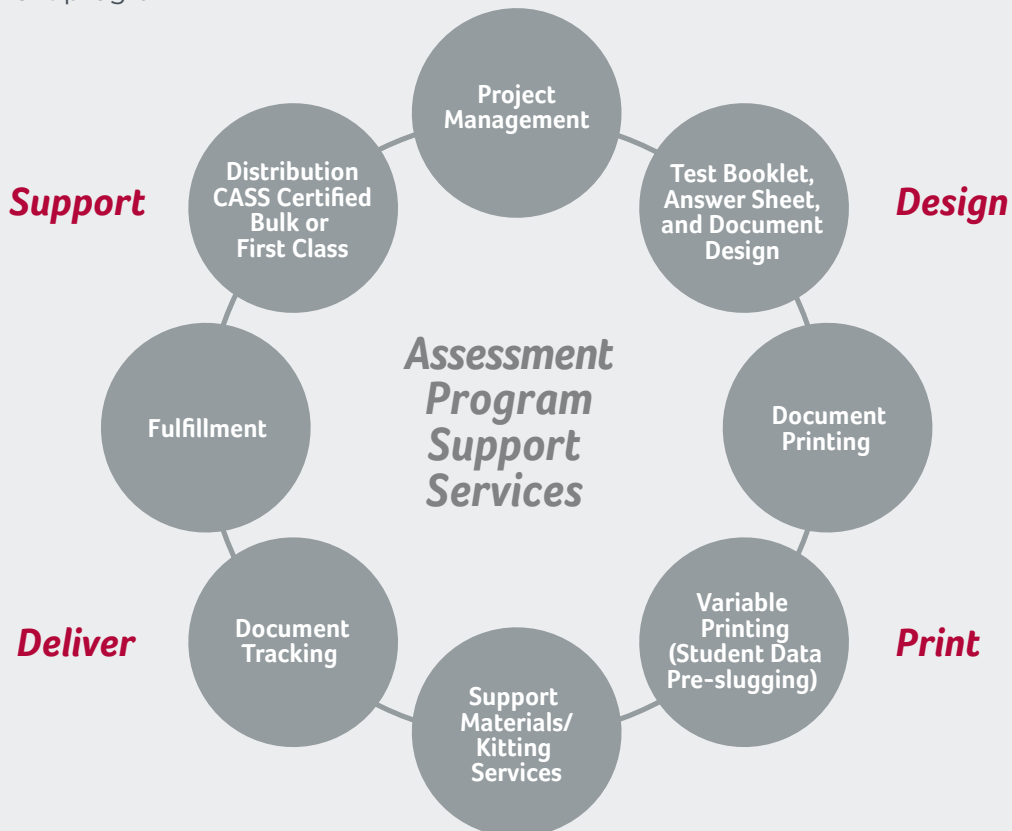 Project
Management
Distribution
CASS Certified
Bulk or
First Class
Test Booklet,
Answer Sheet,
and Document
Design
Support
Design
Assessment
Program
Support
Services
Fulfillment
Document
Printing
Deliver
Document
Tracking
Variable
Printing
(Student Data
Pre-slugging)
Print
Support
Materials/
Kitting
Services